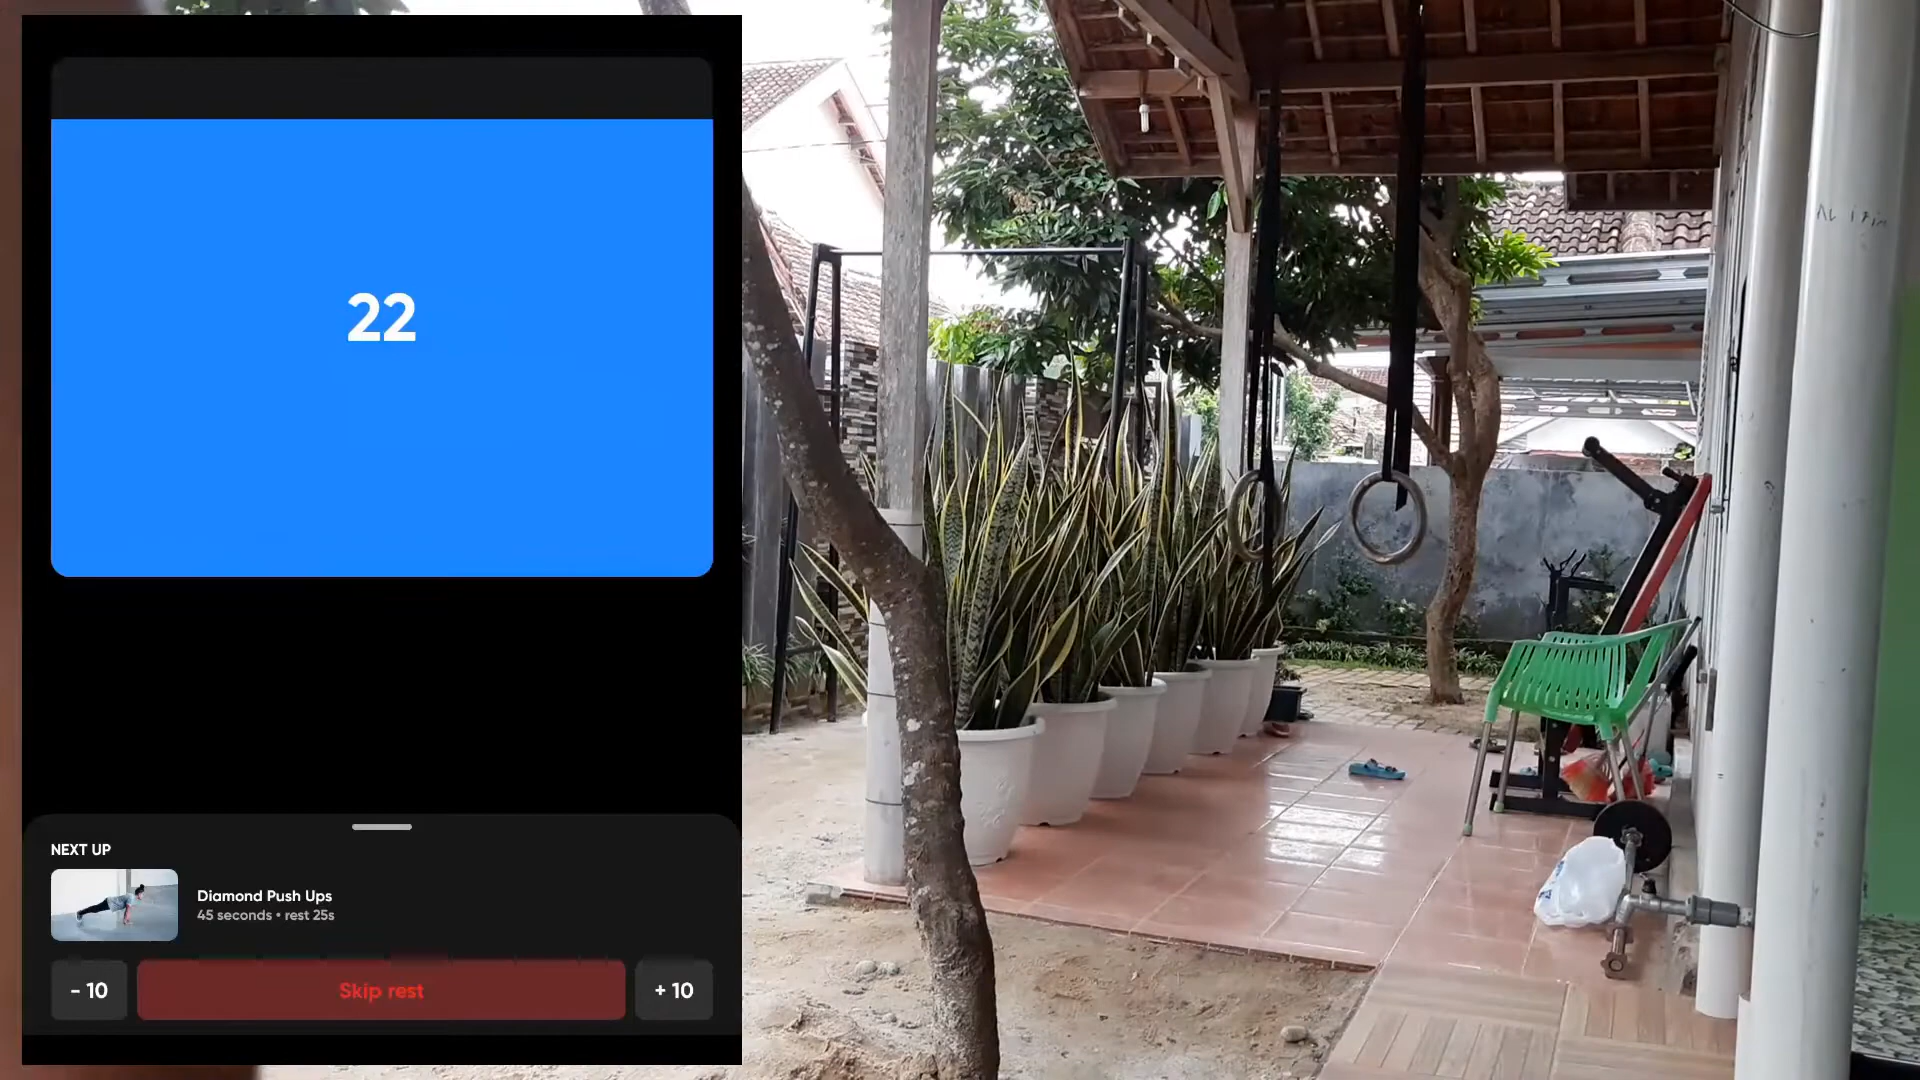 22
NEXT UP
Diamond Push Ups
45 seconds • rest 25s
- 10
Skip rest
+ 10